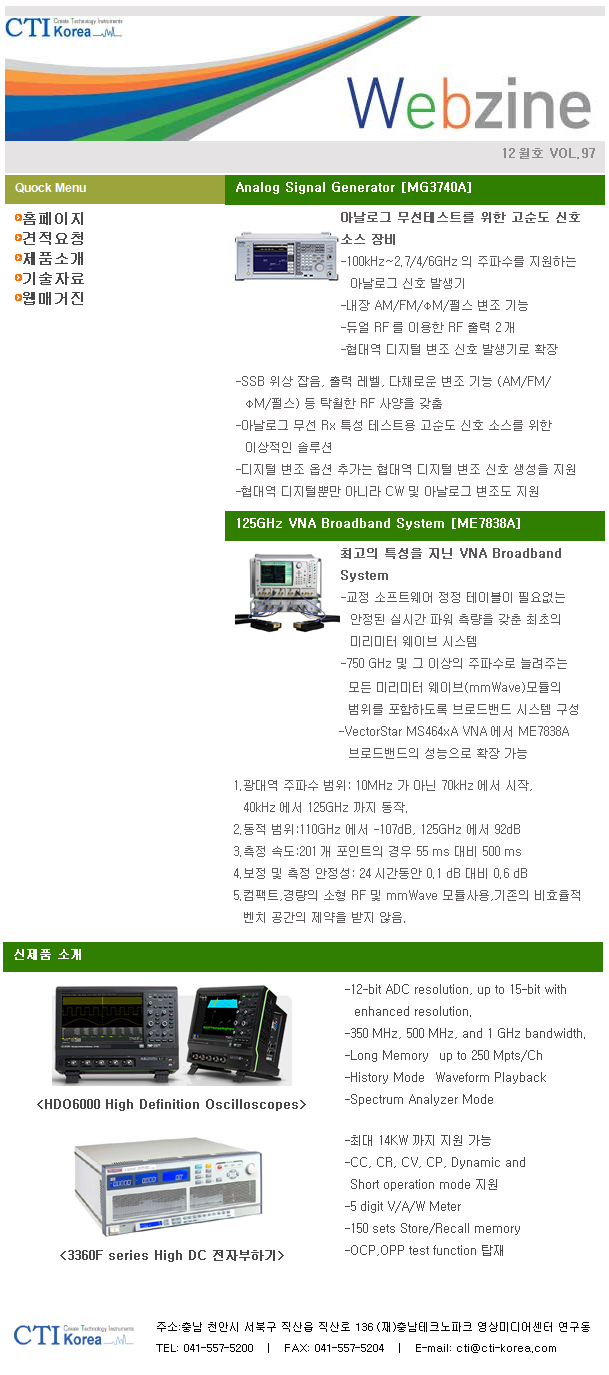 CTI Create Technology Instruments
Korea
Webzine
12월호 VOL.97
Quock Menu
홈페이지
견적요청
제품소개
기술자료
웹매거진
Analog Signal Generator [MG3740A]
아날로그 무선테스트를 위한 고순도 신호
소스 장비
-100kHz~2.7/4/6GHz 의 주파수를 지원하는
아날로그 신호 발생기
-내장 AM/FM/ΦM/펄스 변조 기능
-듀얼 RF 를 이용한 RF 출력 2개
-협대역 디지털 변조 신호 발생기로 확장
-SSB 위상 잡음, 출력 레벨, 다채로운 변조 기능 (AM/FM/
ΦM/펄스) 등 탁월한 RF 사양을 갖춤
-아날로그 무선 Rx 특성 테스트용 고순도 신호 소스를 위한
이상적인 솔루션
-디지털 변조 옵션 추가는 협대역 디지털 변조 신호 생성을 지원
-협대역 디지털뿐만 아니라 CW 및 아날로그 변조도 지원
125GHz VNA Broadband System [ME7838A]
최고의 특성을 지닌 VNA Broadband
System
-교정 소프트웨어 정정 테이블이 필요없는
안정된 실시간 파워 측량을 갖춘 최초의
미리미터 웨이브 시스템
-750 GHz 및 그 이상의 주파수로 늘려주는
모든 미리미터 웨이브(mmWave)모듈의
범위를 포함하도록 브로드밴드 시스템 구성
-VectorStar MS464xA VNA에서 ME7838A
브로드밴드의 성능으로 확장 가능
1.광대역 주파수 범위: 10MHz 가 아닌 70kHz 에서 시작,
40kHz 에서 125GHz 까지 동작.
2.동적 범위:110GHz 에서 -107dB, 125GHz 에서 92dB
3.측정 속도:201개 포인트의 경우 55 ms 대비 500 ms
4.보정 및 측정 안정성: 24시간동안 0.1 dB 대비 0.6 dB
5.컴팩트,경량의 소형 RF 및 mmWave 모듈사용,기존의 비효율적
벤치 공간의 제약을 받지 않음.
신제품 소개
-12-bit ADC resolution, up to 15-bit with
enhanced resolution.
-350 MHz, 500 MHz, and 1 GHz bandwidth.
-Long Memory up to 250 Mpts/Ch
-History Mode Waveform Playback
-Spectrum Analyzer Mode
<HDO6000 High Definition Oscilloscopes>
-최대 14KW 까지 지원 가능
-CC, CR, CV, CP, Dynamic and
Short operation mode 지원
-5 digit V/A/W Meter
-150 sets Store/Recall memory
-OCP,OPP test function 탑재
<3360F series High DC 전자부하기>
CTI Create Technology Instruments
Korea
주소:충남 천안시 서북구 직산읍 직산로 136 (재)충남테크노파크 영상미디어센터 연구동
TEL: 041-557-5200 | FAX: 041-557-5204 | E-mail: cti@cti-korea.com